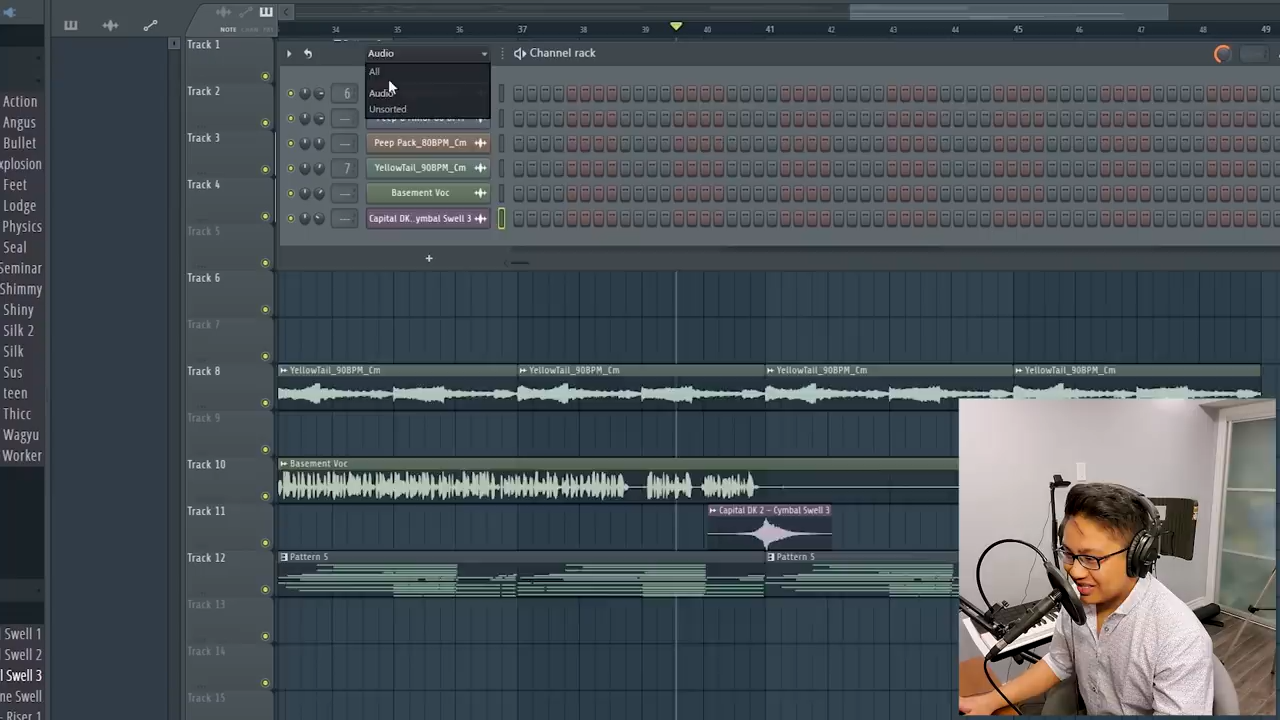 NOTE
34
35
36
37
38
39
40
41
42
43
44
45
46
47
48
49
Track 1
Track 2
Track 3
Track 4
Track 5
Track 6
Track 7
Track 8
Track 9
Track 10
Track 11
Track 12
Track 13
Track 14
Track 15
Audio
Channel rack
All
Audio
Unsorted
6
Peep Pack_80BPM_Cm
7
YellowTail_90BPM_Cm
Basement Voc
Capital DK..ymbal Swell 3
+
YellowTail_90BPM_Cm
YellowTail_90BPM_Cm
YellowTail_90BPM_Cm
YellowTail_90BPM_Cm
Basement Voc
Capital DK 2 - Cymbal Swell 3
Pattern 5
Pattern 5
Action
Angus
Bullet
xplosion
Feet
Lodge
Physics
Seal
Seminar
Shimmy
Shiny
Silk 2
Silk
Sus
teen
Thicc
Wagyu
Worker
l Swell 1
l Swell 2
l Swell 3
ne Swell
- Riser 1